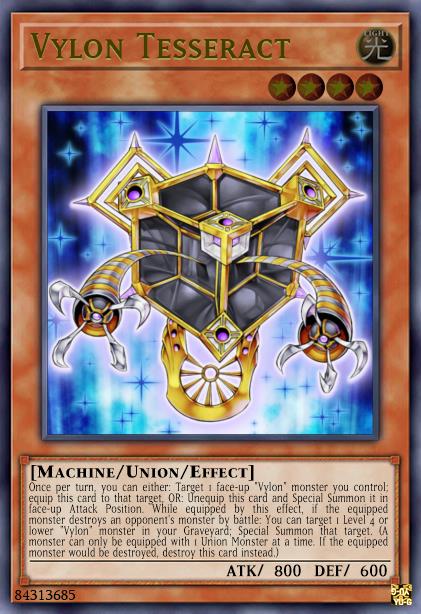 Vylon Tesseract
LIGHT
光
[Machine/Union/Effect]
Once per turn, you can either: Target 1 face-up "Vylon" monster you control;
equip this card to that target, OR: Unequip this card and Special Summon it in
face-up Attack Position. "While equipped by this effect, if the equipped
monster destroys an opponent's monster by battle: You can target 1 Level 4 or
lower "Vylon" monster in your Graveyard; Special Summon that target. (A
monster can only be equipped with 1 Union Monster at a time. If the equipped
monster would be destroyed, destroy this card instead.)
ATK/ 800 DEF/ 600
84313685